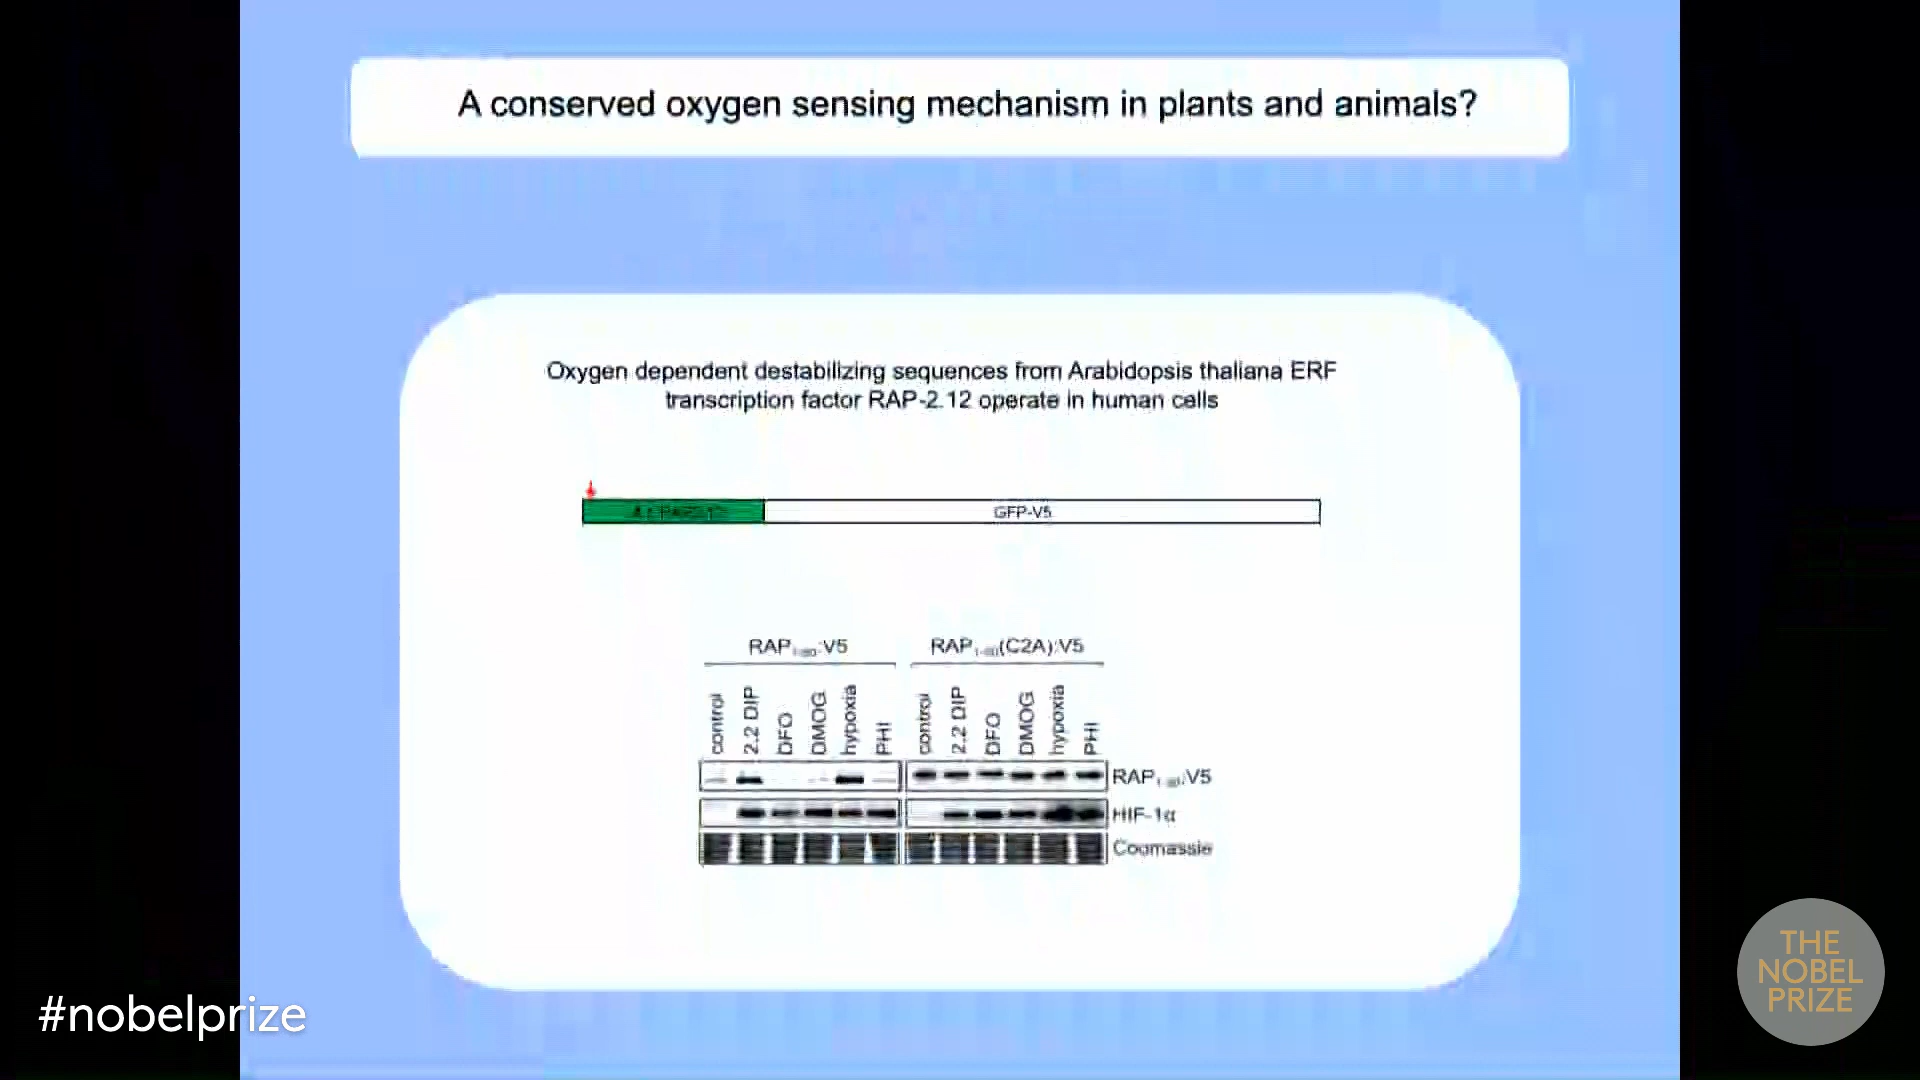 A conserved oxygen sensing mechanism in plants and animals?
Oxygen dependent destabilizing sequences from Arabidopsis thaliana ERF
transcription factor RAP-2.12 operate in human cells
GFP-V5
RAP :V5
RAP (C2A):V5
control
2.2 DIP
DFO
DMOG
hypoxia
PHI
control
2.2 DIP
DFO
DMOG
hypoxia
PHI
RAP :V5
HIF-1α
Coomassie
#nobelprize
THE
NOBEL
PRIZE